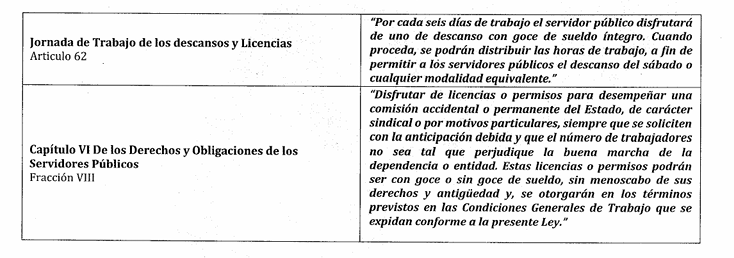 Jornada de Trabajo de los descansos y Licencias
Articulo 62
"Por cada seis días de trabajo el servidor público disfrutará
de uno de descanso con goce de sueldo íntegro. Cuando
proceda, se podrán distribuir las horas de trabajo, a fin de
permitir a los servidores públicos el descanso del sábado o
cualquier modalidad equivalente."
Capítulo VI De los Derechos y Obligaciones de los
Servidores Públicos
Fracción VIII
"Disfrutar de licencias o permisos para desempeñar una
comisión accidental o permanente del Estado, de carácter
sindical o por motivos particulares, siempre que se soliciten
con la anticipación debida y que el número de trabajadores
no sea tal que perjudique la buena marcha de la
dependencia o entidad. Estas licencias o permisos podrán
ser con goce o sin goce de sueldo, sin menoscabo de sus
derechos y antigüedad y, se otorgarán en los términos
previstos en las Condiciones Generales de Trabajo que se
expidan conforme a la presente Ley."